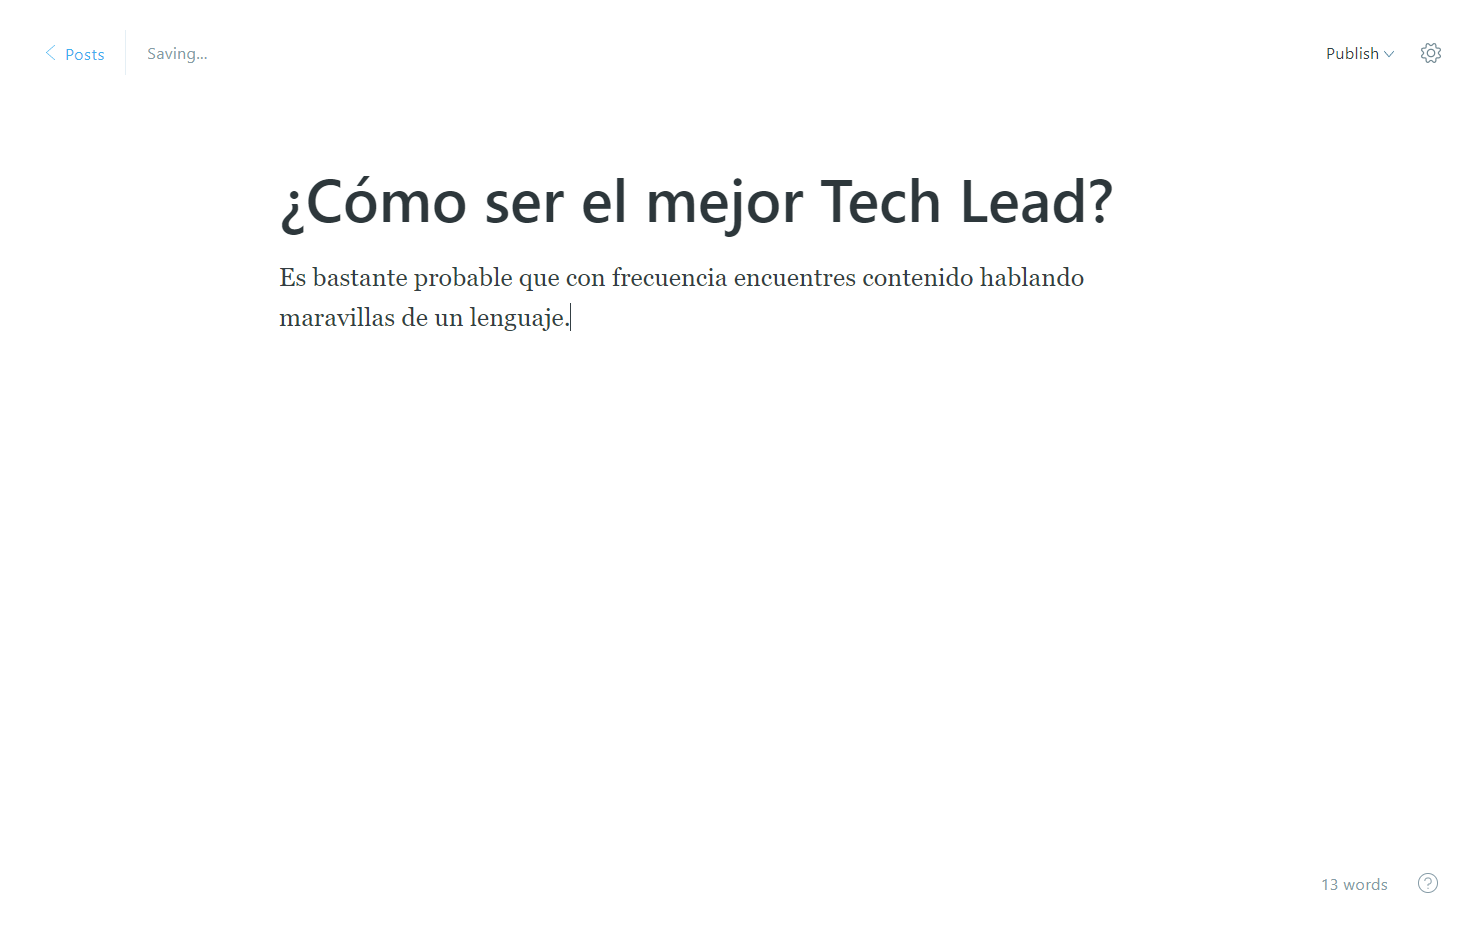 Posts
Saving...
Publish
¿Cómo ser el mejor Tech Lead?
Es bastante probable que con frecuencia encuentres contenido hablando
maravillas de un lenguaje.
13 words
?